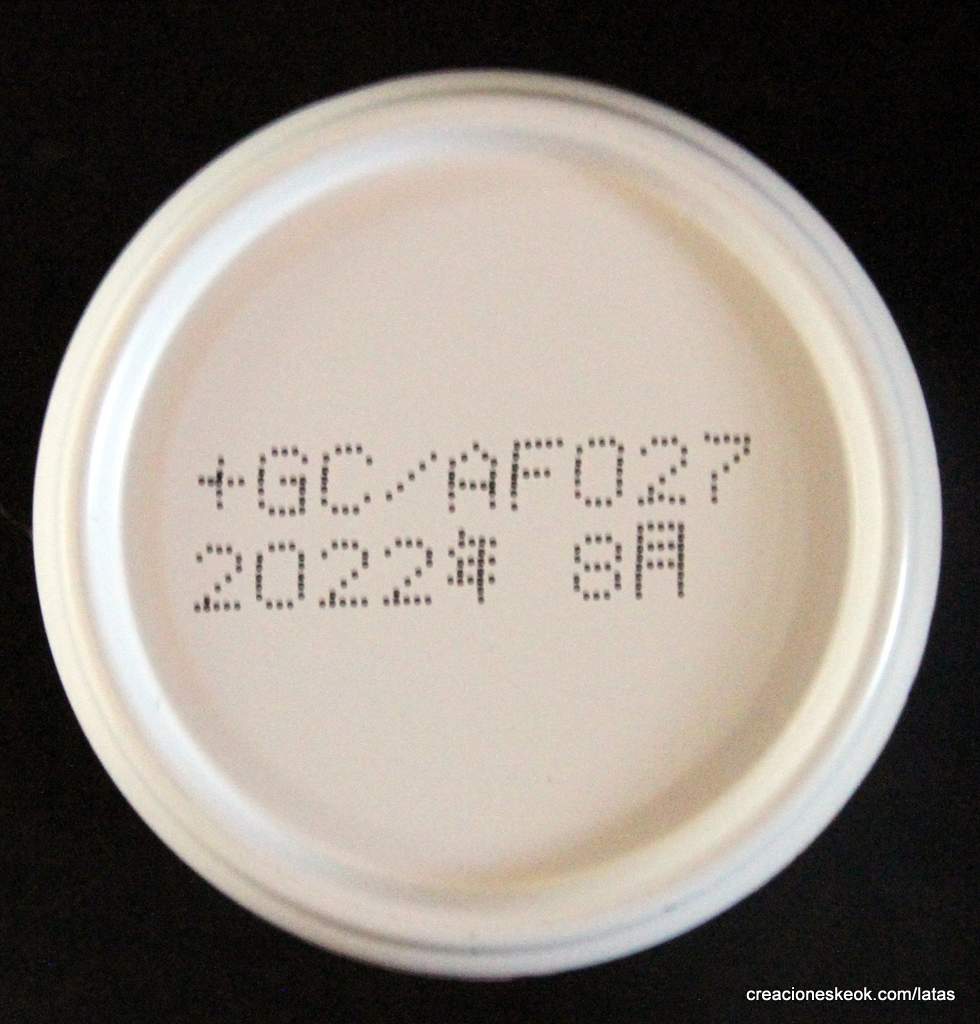 +GC/AF027
2022年 8月
creacioneskeok.com/latas